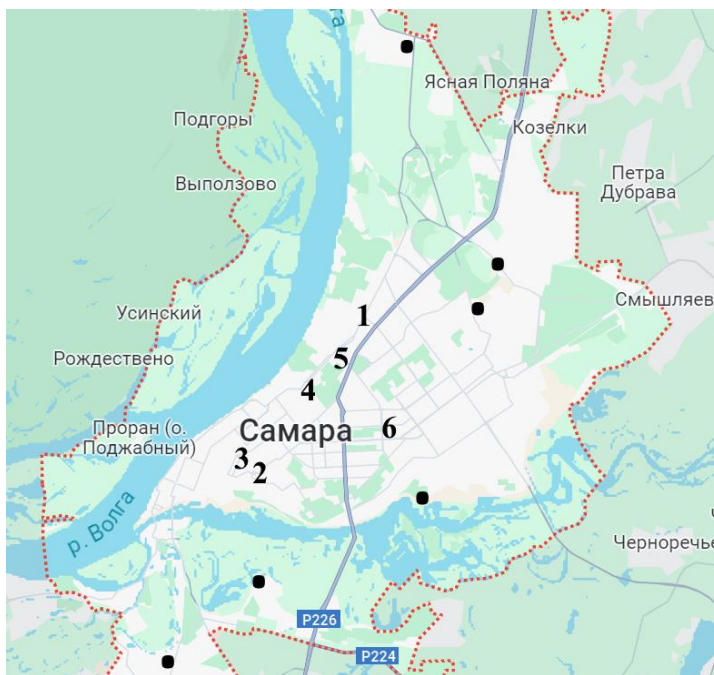 Ясная Поляна
Подгоры
Козелки
Петра
Дубрава
Выползово
Усинский
Смышляев
1
Рождествено
5
4
Проран (о.
Поджабный)
Самара
6
3
2
р. Волга
Черноречье
Р226
Р224